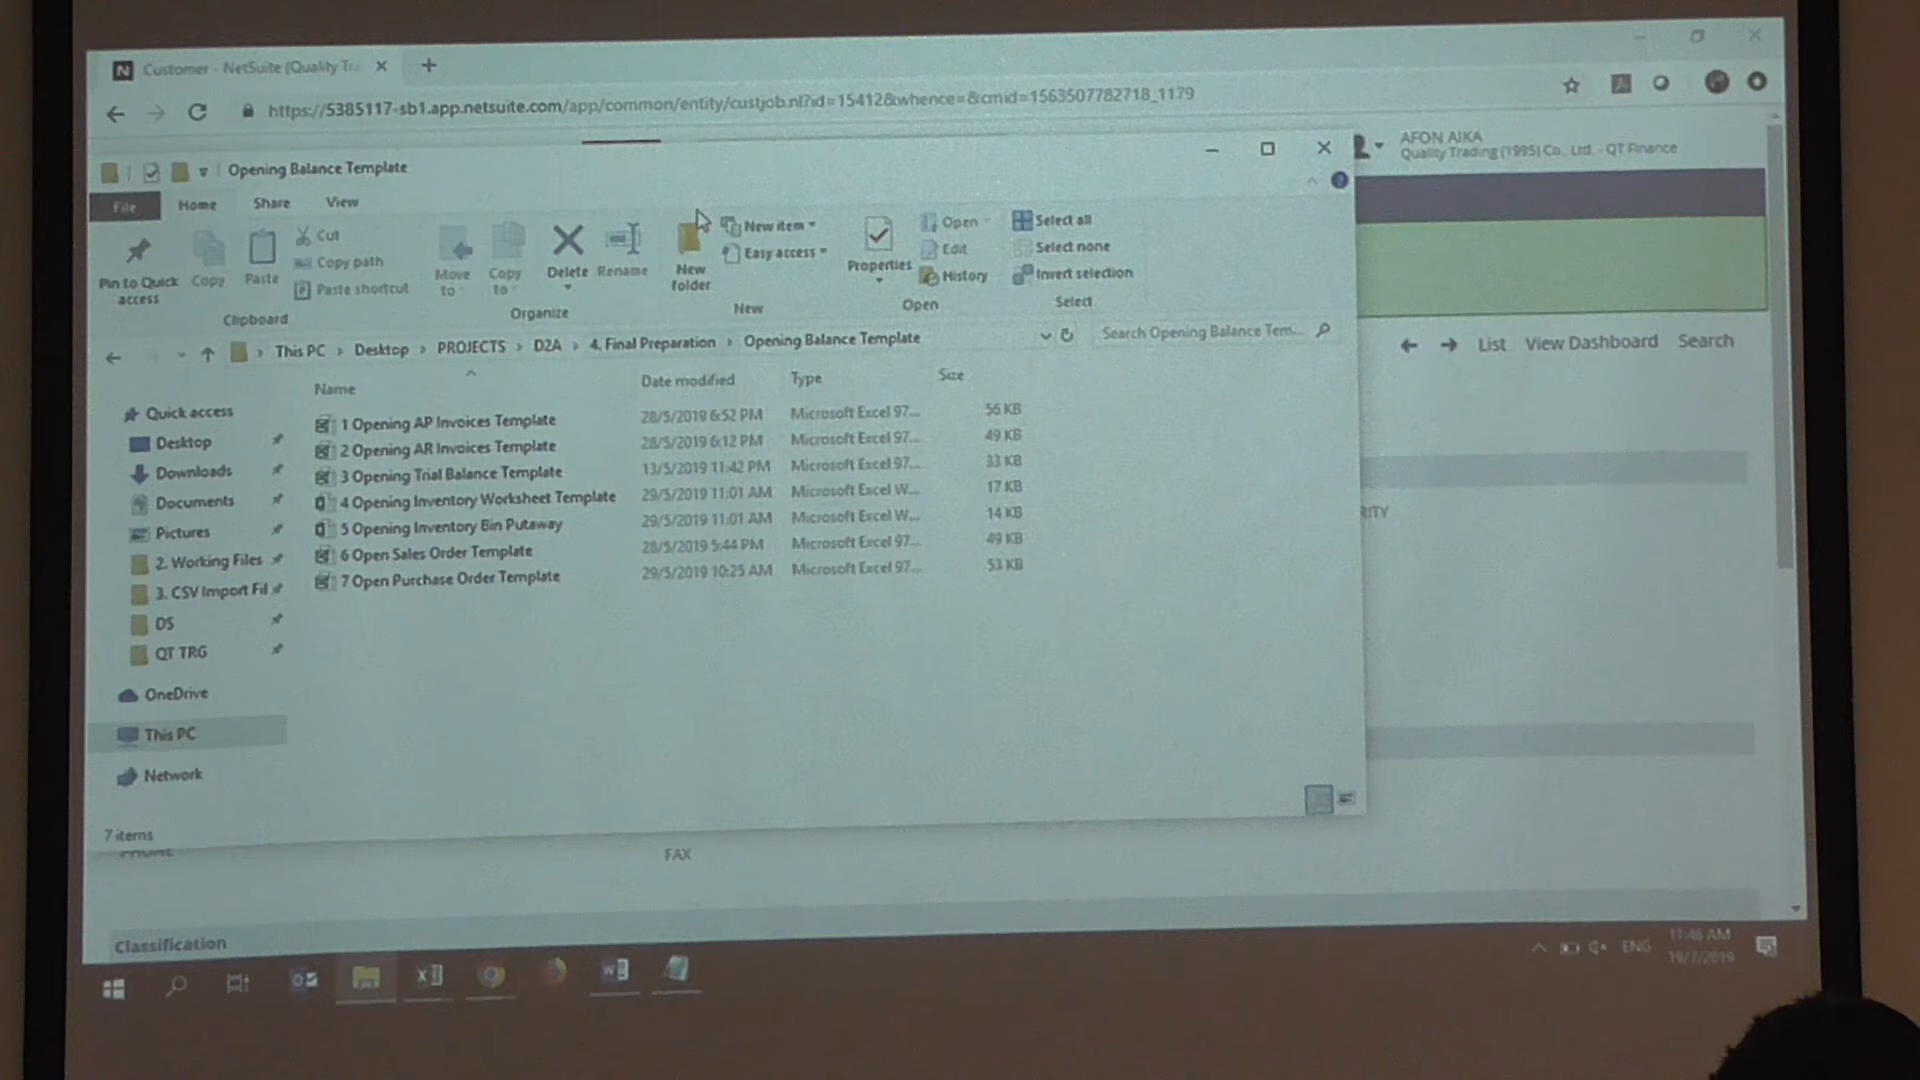 Customer - NetSuite (Quality Tra
https://5385117-sb1.app.netsuite.com/app/common/entity/custjob.nl?id=15412&whence=&cmid=1563507782718_1179
AFON AIKA
Quality Trading (1995) Co., Ltd. - QT Finance
Opening Balance Template
File Home Share View
Pin to Quick access
Copy
Paste
Cut
Copy path
Paste shortcut
Clipboard
Move to
Copy to
Delete
Rename
Organize
New folder
New item
Easy access
New
Properties
Open
Edit
History
Open
Select all
Select none
Invert selection
Select
This PC > Desktop > PROJECTS > D2A > 4. Final Preparation > Opening Balance Template
Search Opening Balance Tem...
List View Dashboard Search
Name Date modified Type Size
1 Opening AP Invoices Template 28/5/2019 6:52 PM Microsoft Excel 97... 56 KB
2 Opening AR Invoices Template 28/5/2019 6:12 PM Microsoft Excel 97... 49 KB
3 Opening Trial Balance Template 13/5/2019 11:42 PM Microsoft Excel 97... 33 KB
4 Opening Inventory Worksheet Template 29/5/2019 11:01 AM Microsoft Excel W... 17 KB
5 Opening Inventory Bin Putaway 29/5/2019 11:01 AM Microsoft Excel W... 14 KB
6 Open Sales Order Template 28/5/2019 5:44 PM Microsoft Excel 97... 49 KB
7 Open Purchase Order Template 29/5/2019 10:25 AM Microsoft Excel 97... 53 KB
Quick access
Desktop
Downloads
Documents
Pictures
2. Working Files
3. CSV Import Fil
DS
QT TRG
OneDrive
This PC
Network
RITY
7 items
FAX
Classification
ENG
11:46 AM
19/7/2019